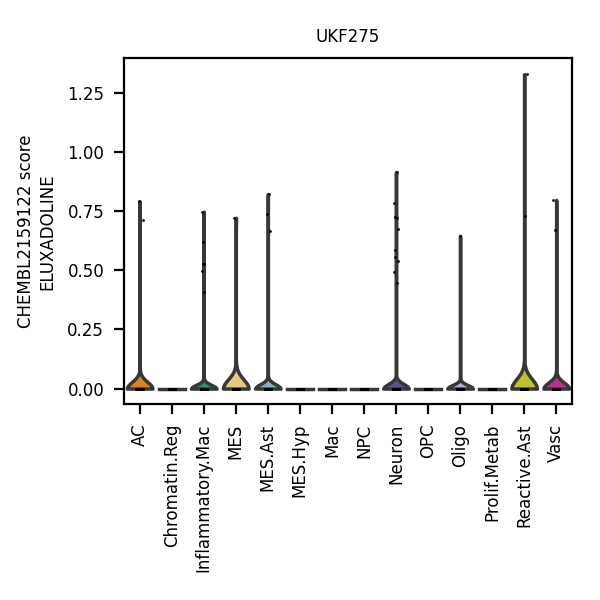 UKF275
CHEMBL2159122 score
ELUXADOLINE
1.25
1.00
0.75
0.50
0.25
0.00
AC
Chromatin.Reg
Inflammatory.Mac
MES
MES.Ast
MES.Hyp
Mac
NPC
Neuron
OPC
Oligo
Prolif.Metab
Reactive.Ast
Vasc